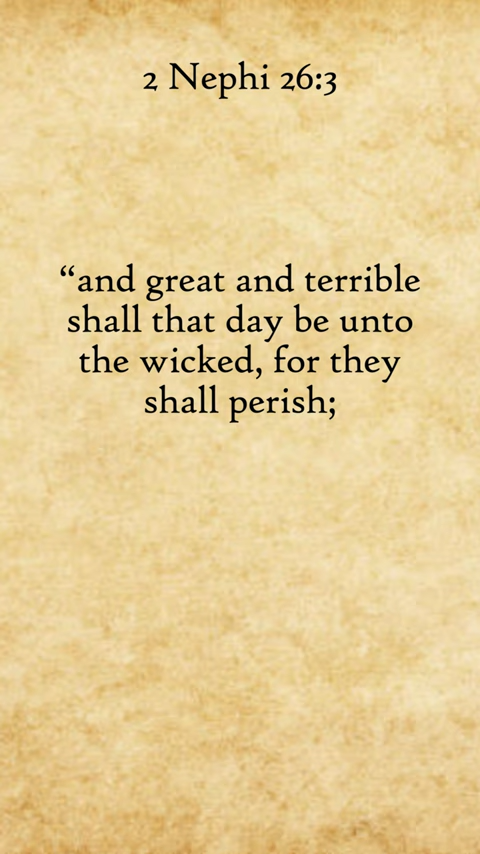 2 Nephi 26:3
“and great and terrible
shall that day be unto
the wicked, for they
shall perish;